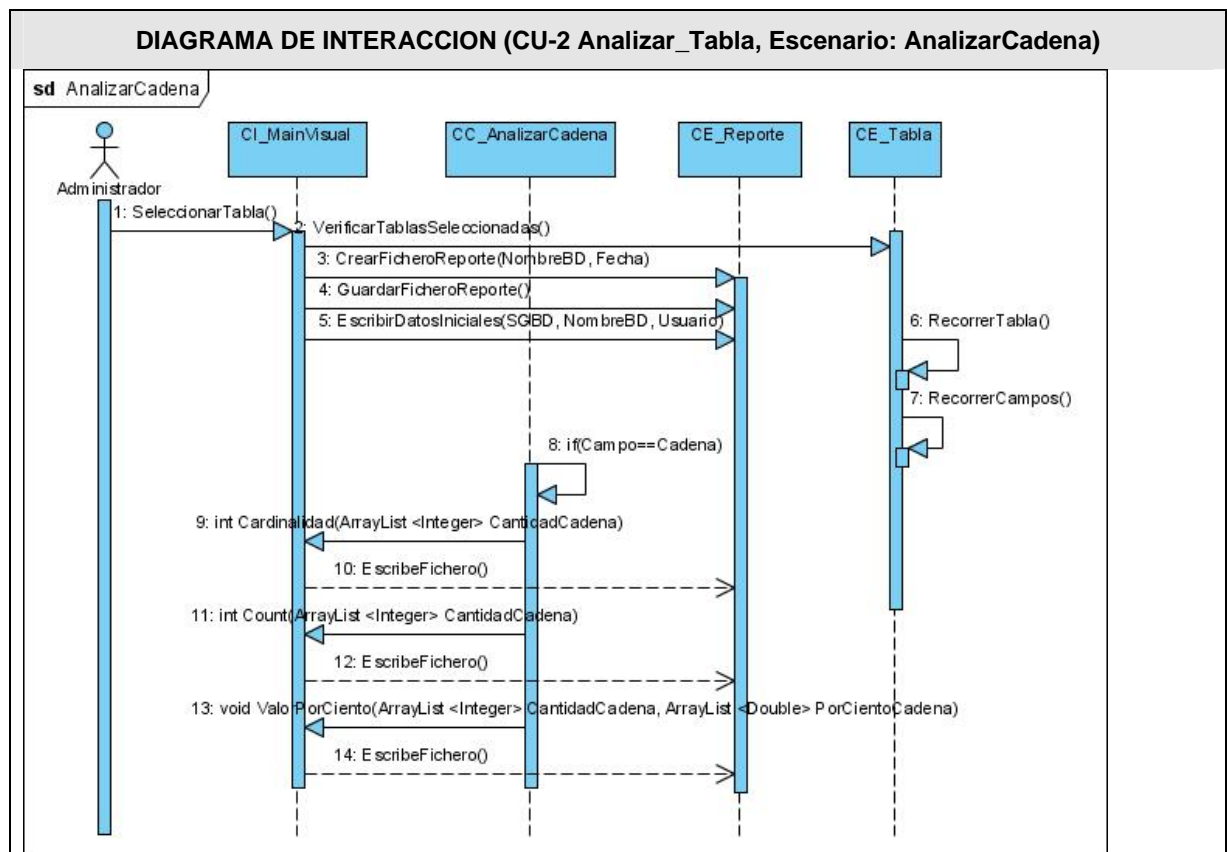 DIAGRAMA DE INTERACCION (CU-2 Analizar_Tabla, Escenario: AnalizarCadena)
sd AnalizarCadena
CI_MainVisual
CC_AnalizarCadena
CE_Reporte
CE_Tabla
Administrador
1: SeleccionarTabla()
2: VerificarTablasSeleccionadas()
3: CrearFicheroReporte(NombreBD, Fecha)
4: GuardarFicheroReporte()
5: EscribirDatosIniciales(SGBD, NombreBD, Usuario)
6: RecorrerTabla()
7: RecorrerCampos()
8: if(Campo==Cadena)
9: int Cardinalidad(ArrayList <Integer> CantidadCadena)
10: EscribeFichero()
11: int Count(ArrayList <Integer> CantidadCadena)
12: EscribeFichero()
13: void ValorPorCiento(ArrayList <Integer> CantidadCadena, ArrayList <Double> PorCientoCadena)
14: EscribeFichero()